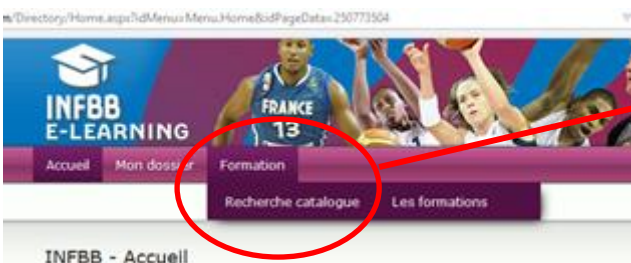 m/Directory/Home.aspx?idMenu=Menu.Home&idPageData=250773504
INFBB
E-LEARNING
FRANCE
13
Accueil Mon dossier Formation
Recherche catalogue Les formations
INFBB - Accueil